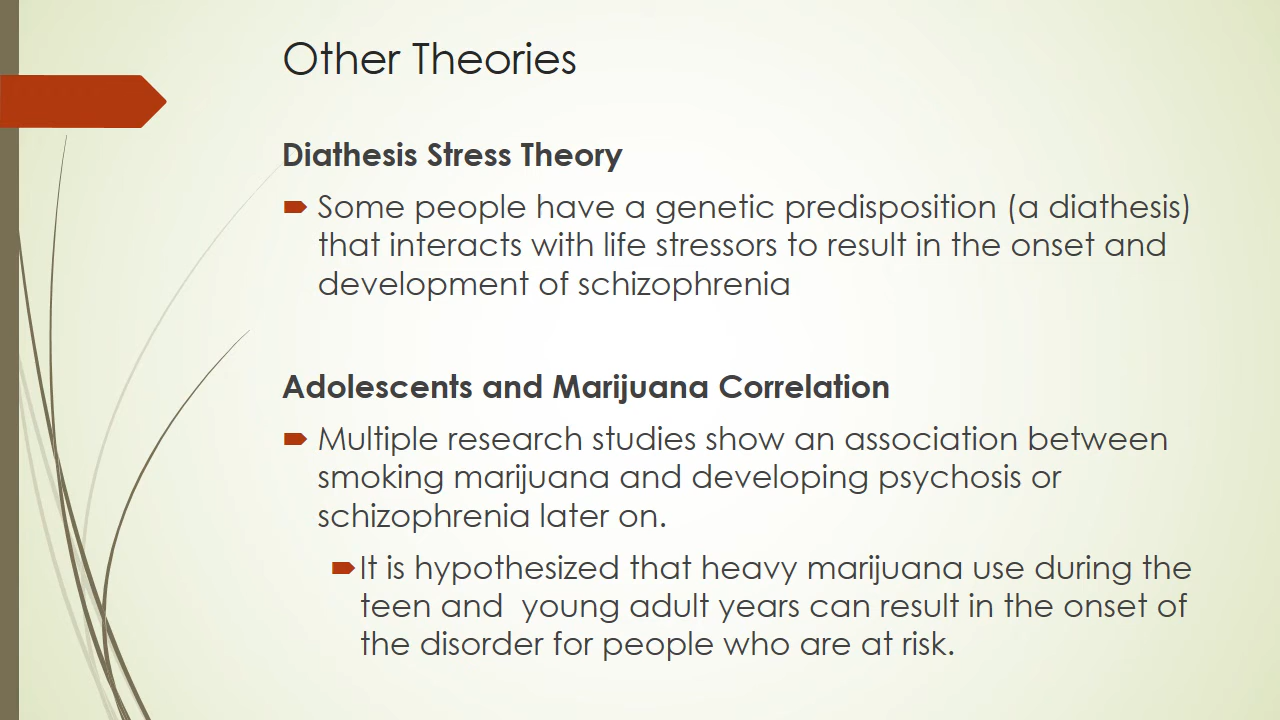 Other Theories
Diathesis Stress Theory
Some people have a genetic predisposition (a diathesis)
that interacts with life stressors to result in the onset and
development of schizophrenia
Adolescents and Marijuana Correlation
Multiple research studies show an association between
smoking marijuana and developing psychosis or
schizophrenia later on.
It is hypothesized that heavy marijuana use during the
teen and  young adult years can result in the onset of
the disorder for people who are at risk.